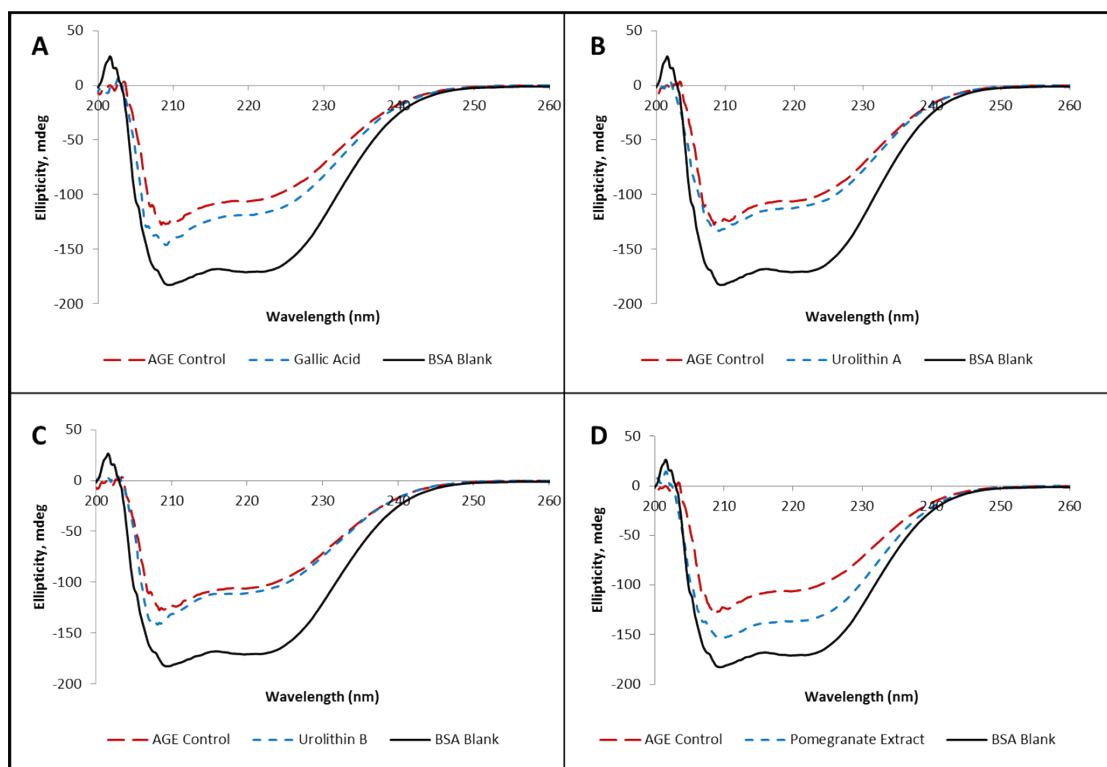 A
50
0
-50
-100
-150
-200
200 210 220 230 240 250 260
Elipticity, mdeg
Wavelength (nm)
AGE Control Gallic Acid BSA Blank
B
50
0
-50
-100
-150
-200
200 210 220 230 240 250 260
Ellipticity, mdeg
Wavelength (nm)
AGE Control Urolithin A BSA Blank
C
50
0
-50
-100
-150
-200
200 210 220 230 240 250 260
Elipticity, mdeg
Wavelength (nm)
AGE Control Urolithin B BSA Blank
D
50
0
-50
-100
-150
-200
200 210 220 230 240 250 260
Ellipticity, mdeg
Wavelength (nm)
AGE Control Pomegranate Extract BSA Blank